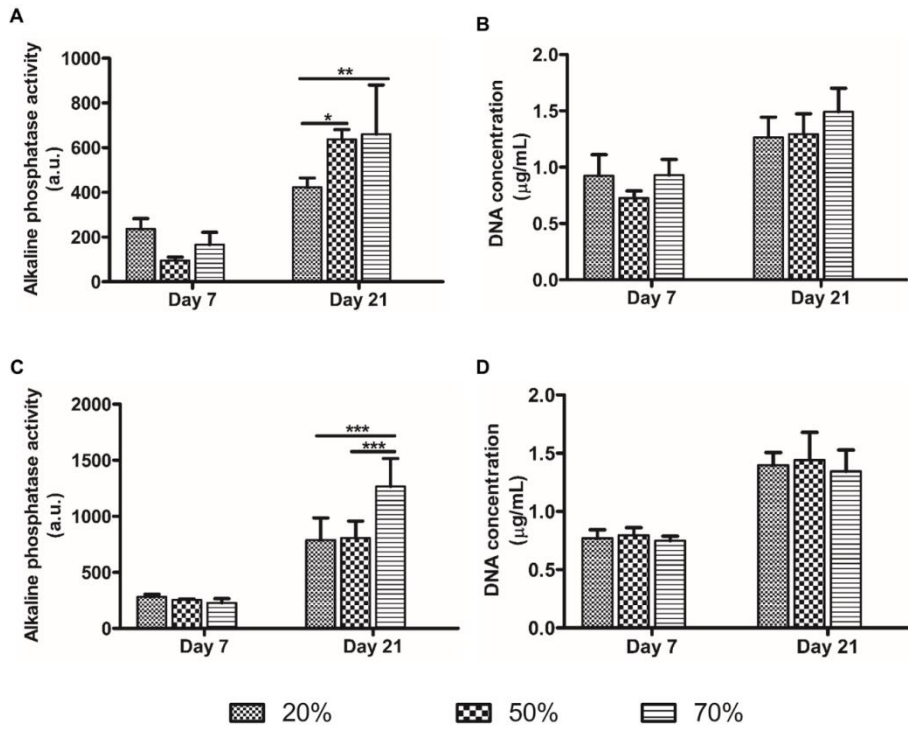 A
Alkaline phosphatase activity
(a.u.)
1000
800
600
400
200
0
*
**
Day 7
Day 21
B
DNA concentration
(μg/mL)
2.0
1.5
1.0
0.5
0.0
Day 7
Day 21
C
Alkaline phosphatase activity
(a.u.)
2000
1500
1000
500
0
***
***
Day 7
Day 21
D
DNA concentration
(μg/mL)
2.0
1.5
1.0
0.5
0.0
Day 7
Day 21
20%
50%
70%